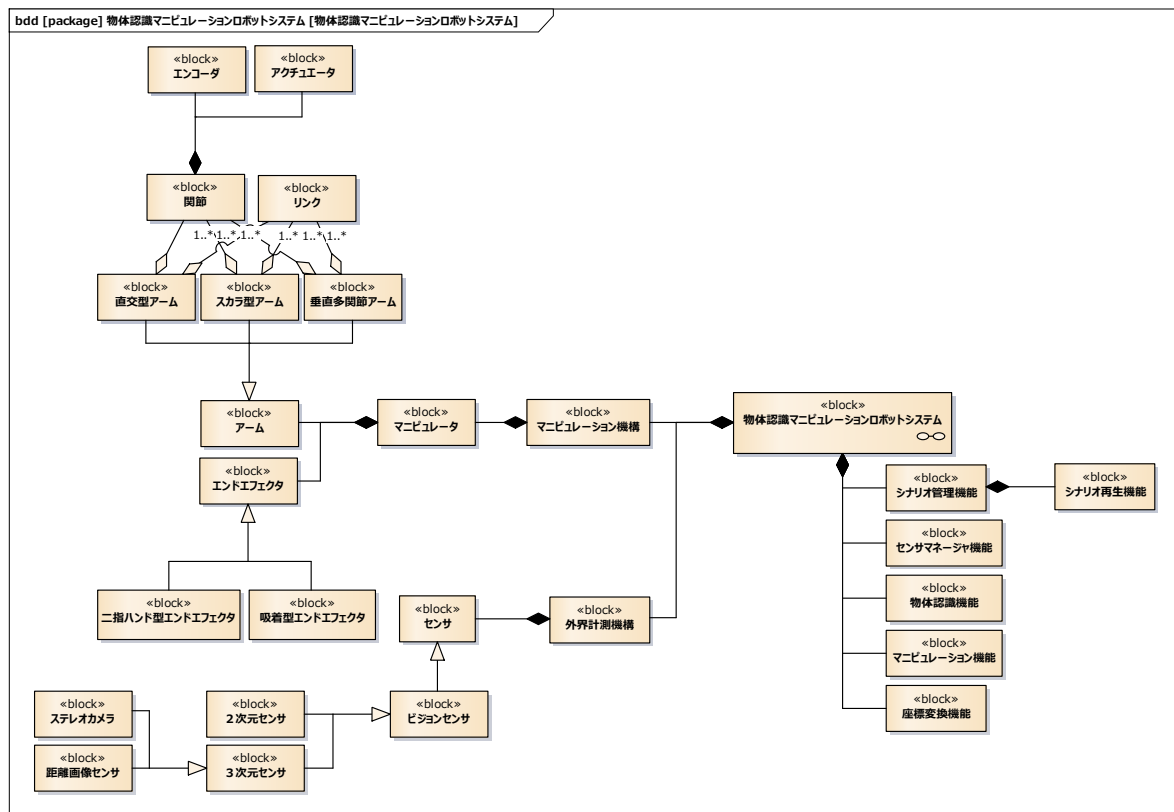 bdd [package] 物体認識マニピュレーションロボットシステム [物体認識マニピュレーションロボットシステム]
«block»
エンコーダ
«block»
アクチュエータ
«block»
関節
«block»
リンク
1..* 1..* 1..* 1..* 1..* 1..*
«block»
直交型アーム
«block»
スカラ型アーム
«block»
垂直多関節アーム
«block»
アーム
«block»
マニピュレータ
«block»
マニピュレーション機構
«block»
物体認識マニピュレーションロボットシステム
«block»
エンドエフェクタ
«block»
シナリオ管理機能
«block»
シナリオ再生機能
«block»
センサマネージャ機能
«block»
物体認識機能
«block»
マニピュレーション機能
«block»
座標変換機能
«block»
二指ハンド型エンドエフェクタ
«block»
吸着型エンドエフェクタ
«block»
センサ
«block»
外界計測機構
«block»
ステレオカメラ
«block»
２次元センサ
«block»
ビジョンセンサ
«block»
距離画像センサ
«block»
３次元センサ